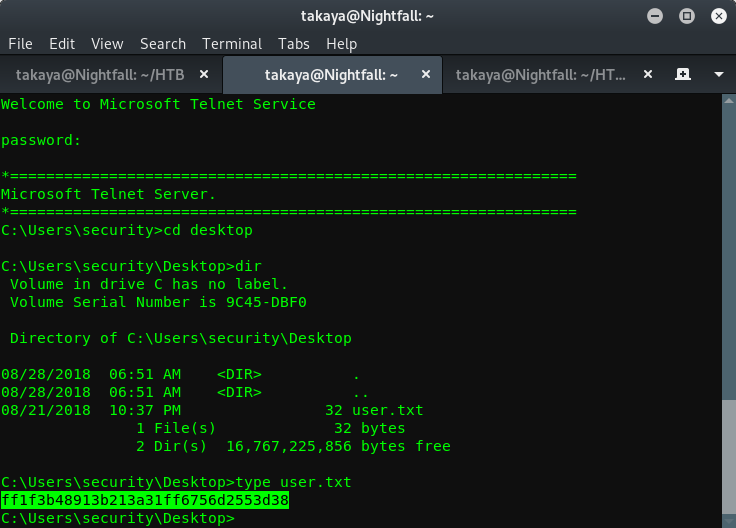 takaya@Nightfall: ~
File Edit View Search Terminal Tabs Help
takaya@Nightfall: ~/HTB takaya@Nightfall: ~ takaya@Nightfall: ~/HT...
Welcome to Microsoft Telnet Service
password:
*===============================================================
Microsoft Telnet Server.
*===============================================================
C:\Users\security>cd desktop
C:\Users\security\Desktop>dir
Volume in drive C has no label.
Volume Serial Number is 9C45-DBF0
Directory of C:\Users\security\Desktop
08/28/2018  06:51 AM    <DIR>          .
08/28/2018  06:51 AM    <DIR>          ..
08/21/2018  10:37 PM                32 user.txt
1 File(s)             32 bytes
2 Dir(s)  16,767,225,856 bytes free
C:\Users\security\Desktop>type user.txt
ff1f3b48913b213a31ff6756d2553d38
C:\Users\security\Desktop>